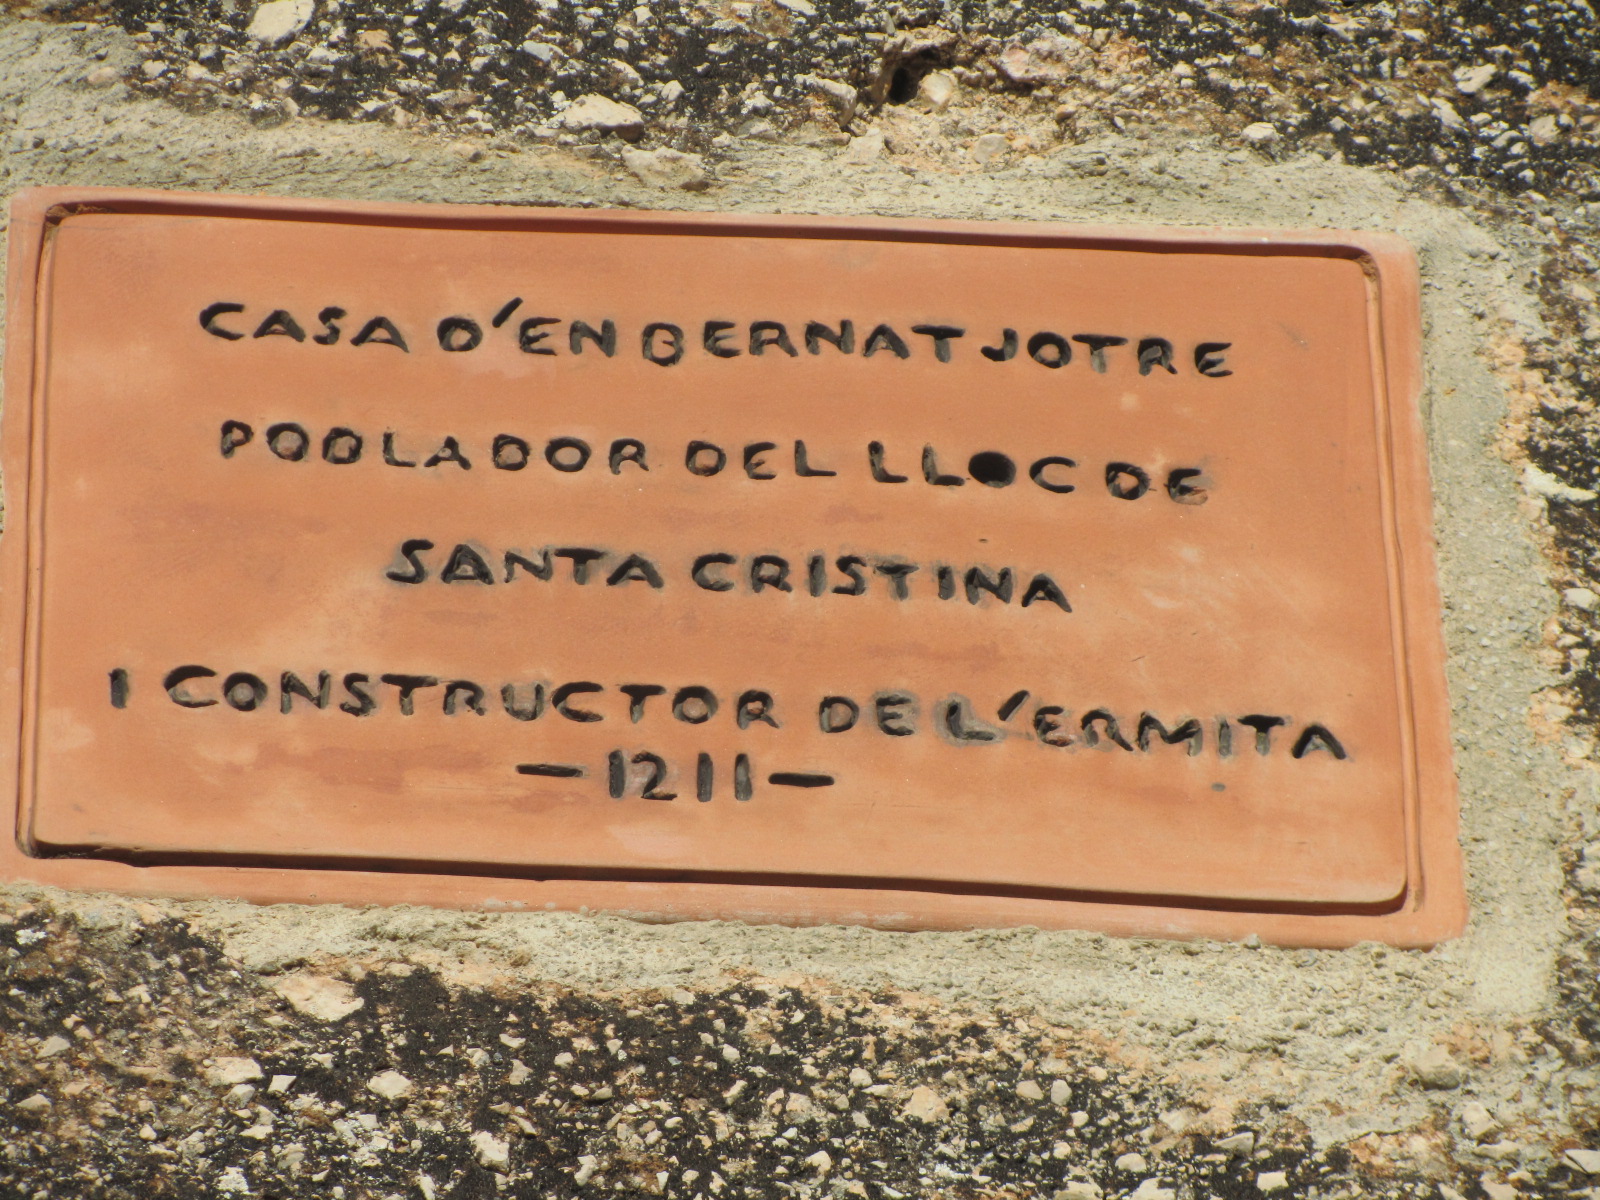 CASA D'EN BERNAT JOTRE
POBLADOR DEL LLOC DE
SANTA CRISTINA
I CONSTRUCTOR DE L'ERMITA
—1211—